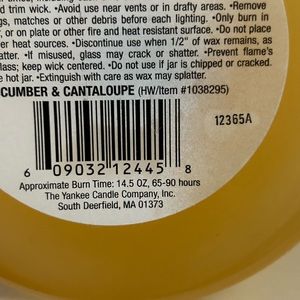 d trim wick. •Avoid use near vents or in drafty areas. •Remove
gs, matches or other debris before each lighting. •Only burn in
r, or on plate or other fire and heat resistant surface. •Do not place
er heat sources. •Discontinue use when 1/2" of wax remains, as
atter. •If misused, glass may crack or shatter. •Prevent flame's
glass; keep wick centered. •Do not use if jar is chipped or cracked.
e hot jar. •Extinguish with care as wax may splatter.
CUMBER & CANTALOUPE (HW/Item #1038295)
12365A
6 09032 12445 8
Approximate Burn Time: 14.5 OZ, 65-90 hours
The Yankee Candle Company, Inc.
South Deerfield, MA 01373